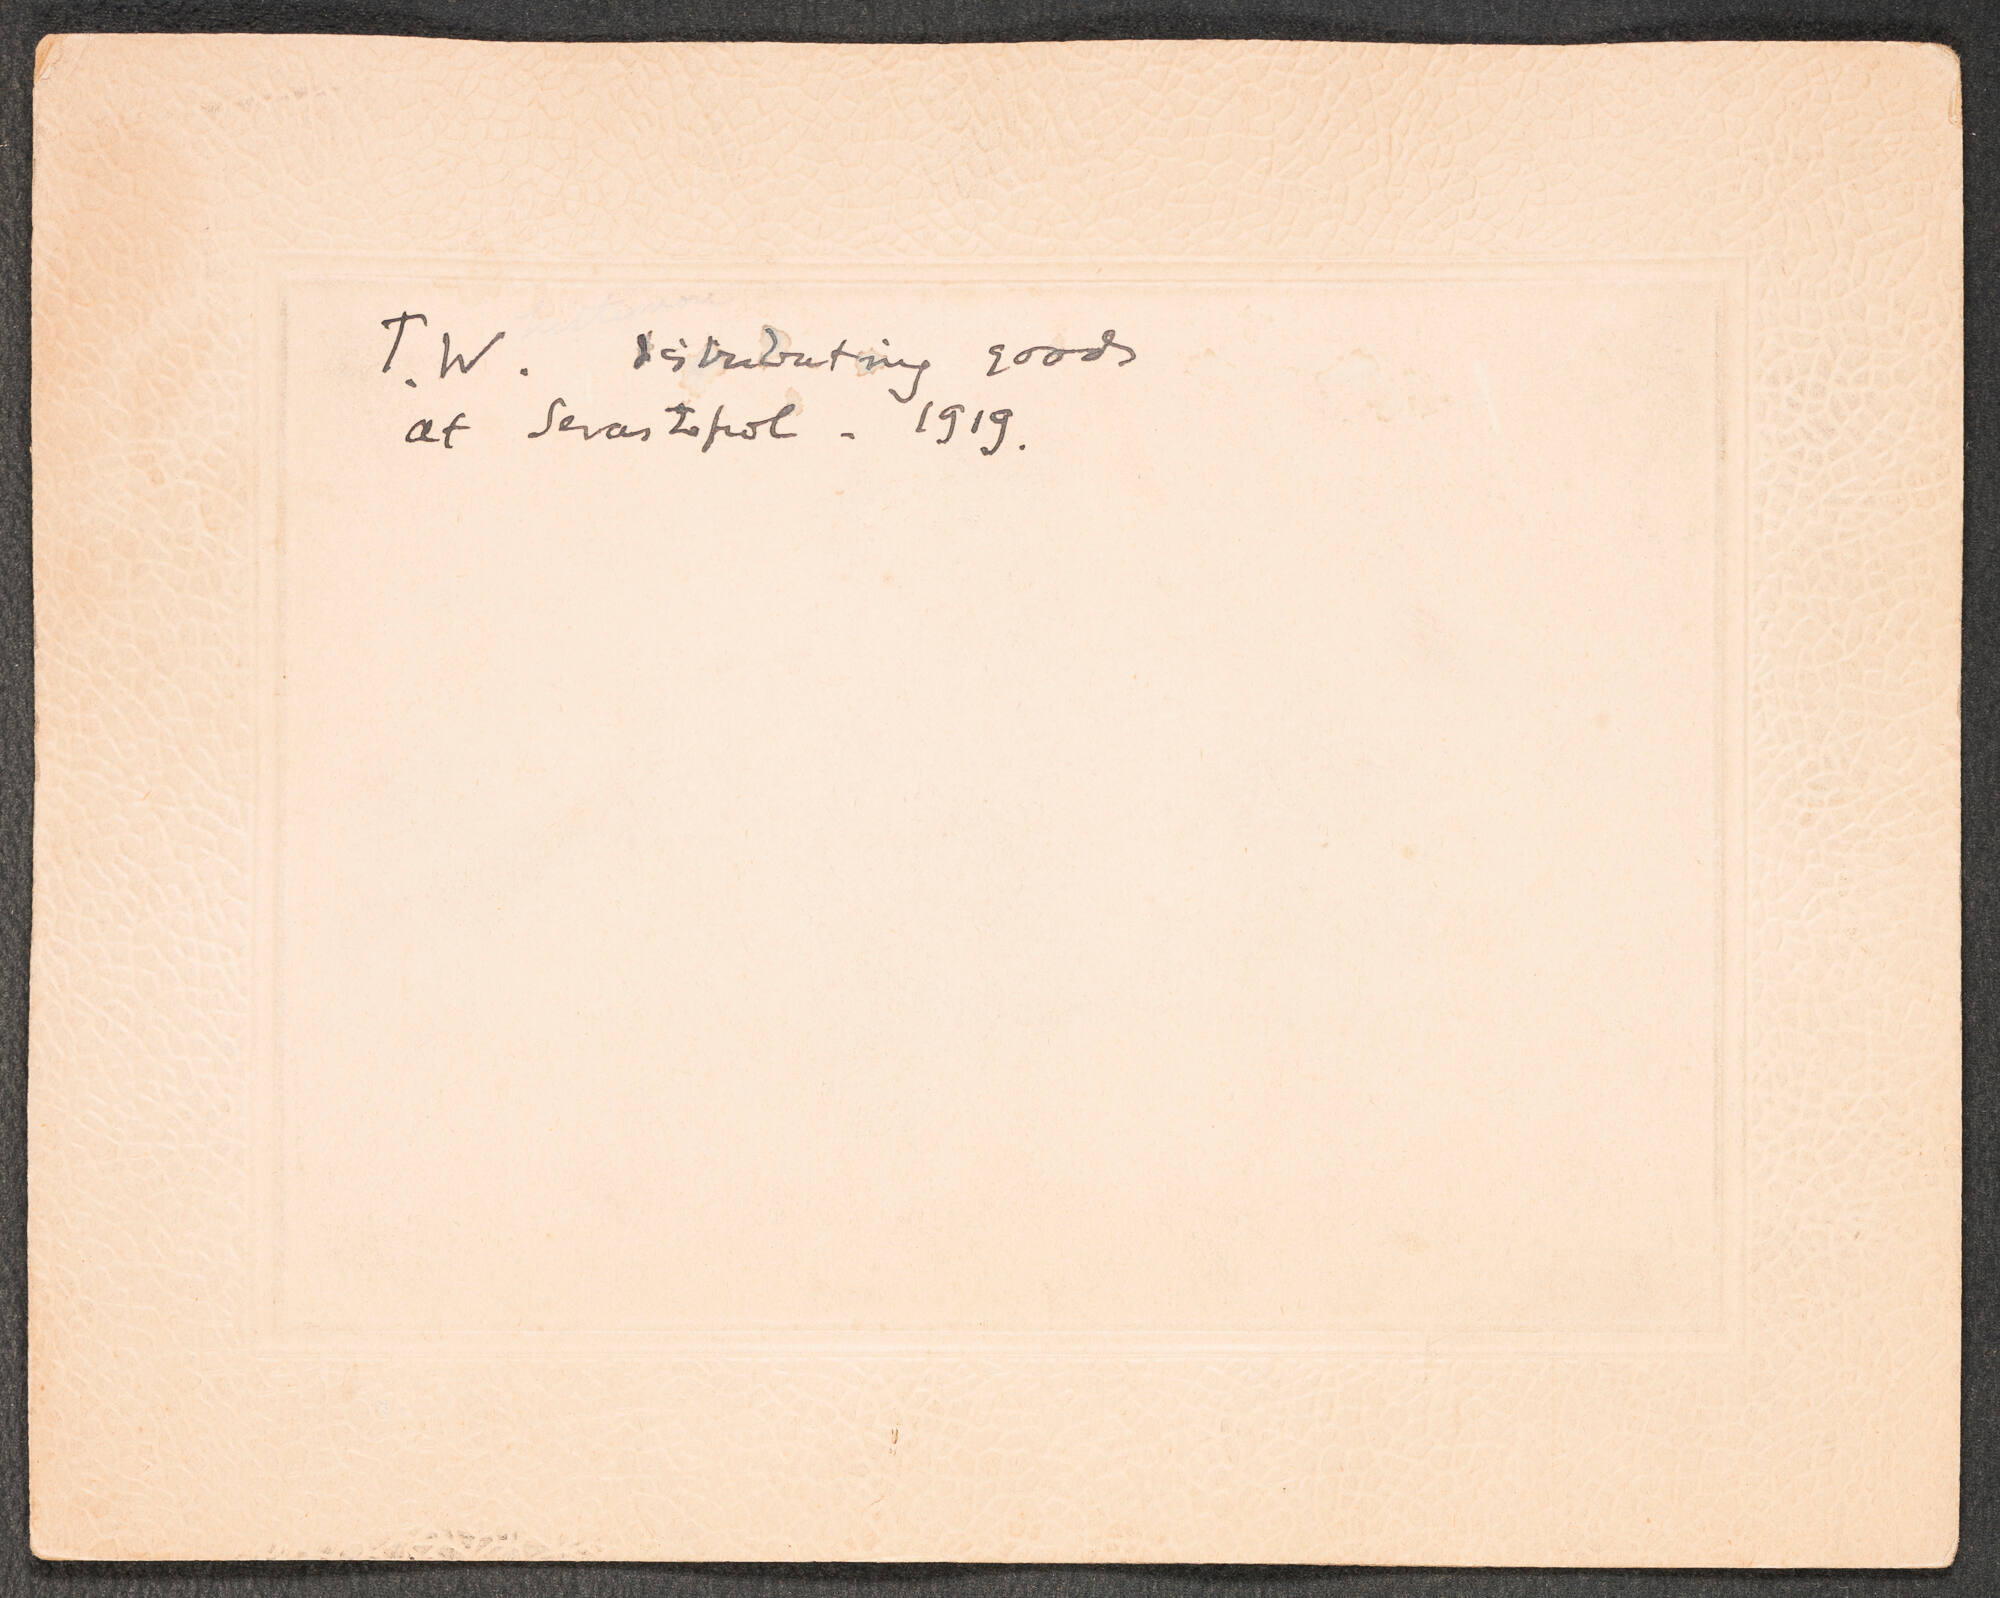 T.W. distributing goods
at Sevastopol - 1919.